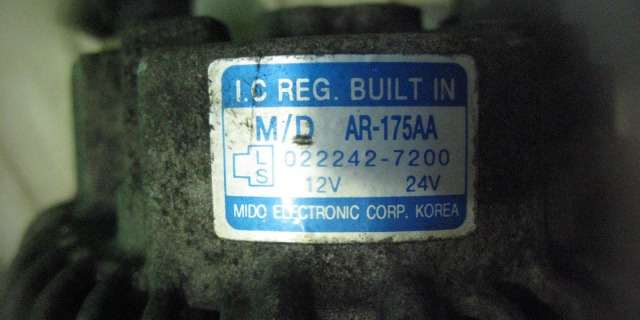 I.C REG. BUILT IN
M/D AR-175AA
L 022242-7200
S 12V 24V
MIDO ELECTRONIC CORP. KOREA